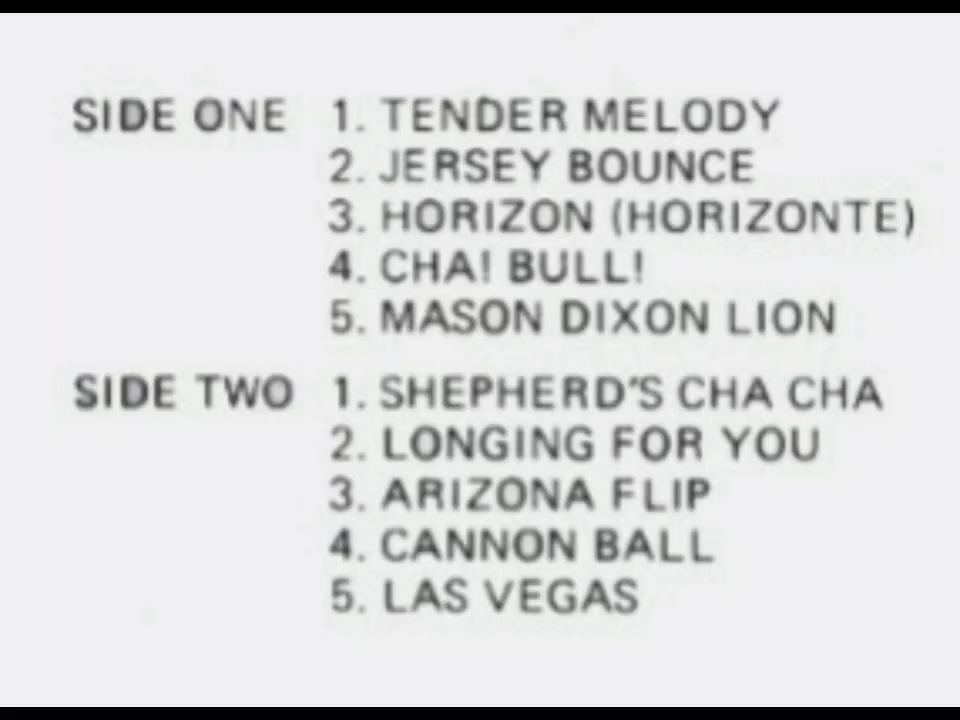 SIDE ONE 1. TENDER MELODY
2. JERSEY BOUNCE
3. HORIZON (HORIZONTE)
4. CHA! BULL!
5. MASON DIXON LION
SIDE TWO 1. SHEPHERD'S CHA CHA
2. LONGING FOR YOU
3. ARIZONA FLIP
4. CANNON BALL
5. LAS VEGAS